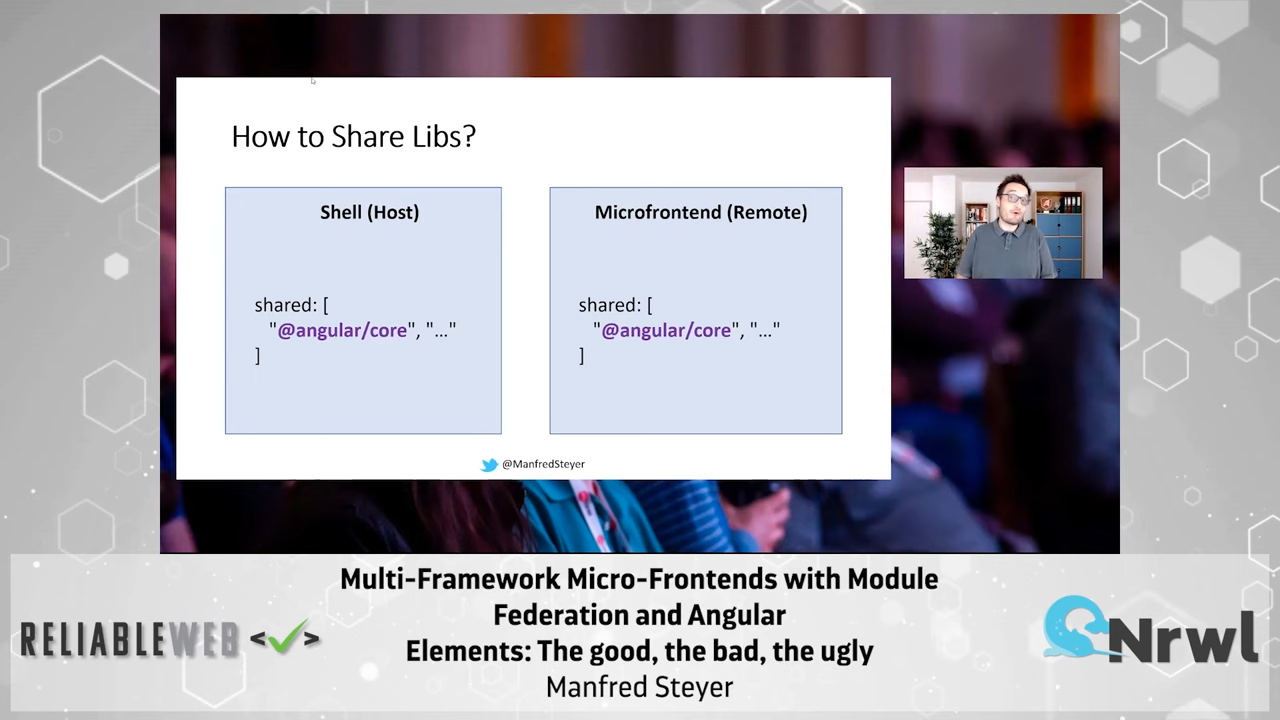 How to Share Libs?
Shell (Host)
shared: [
"@angular/core", "..."
]
Microfrontend (Remote)
shared: [
"@angular/core", "..."
]
@ManfredSteyer
Multi-Framework Micro-Frontends with Module
Federation and Angular
Elements: The good, the bad, the ugly
Manfred Steyer
RELIABLEWEB <✓>
Nrwl